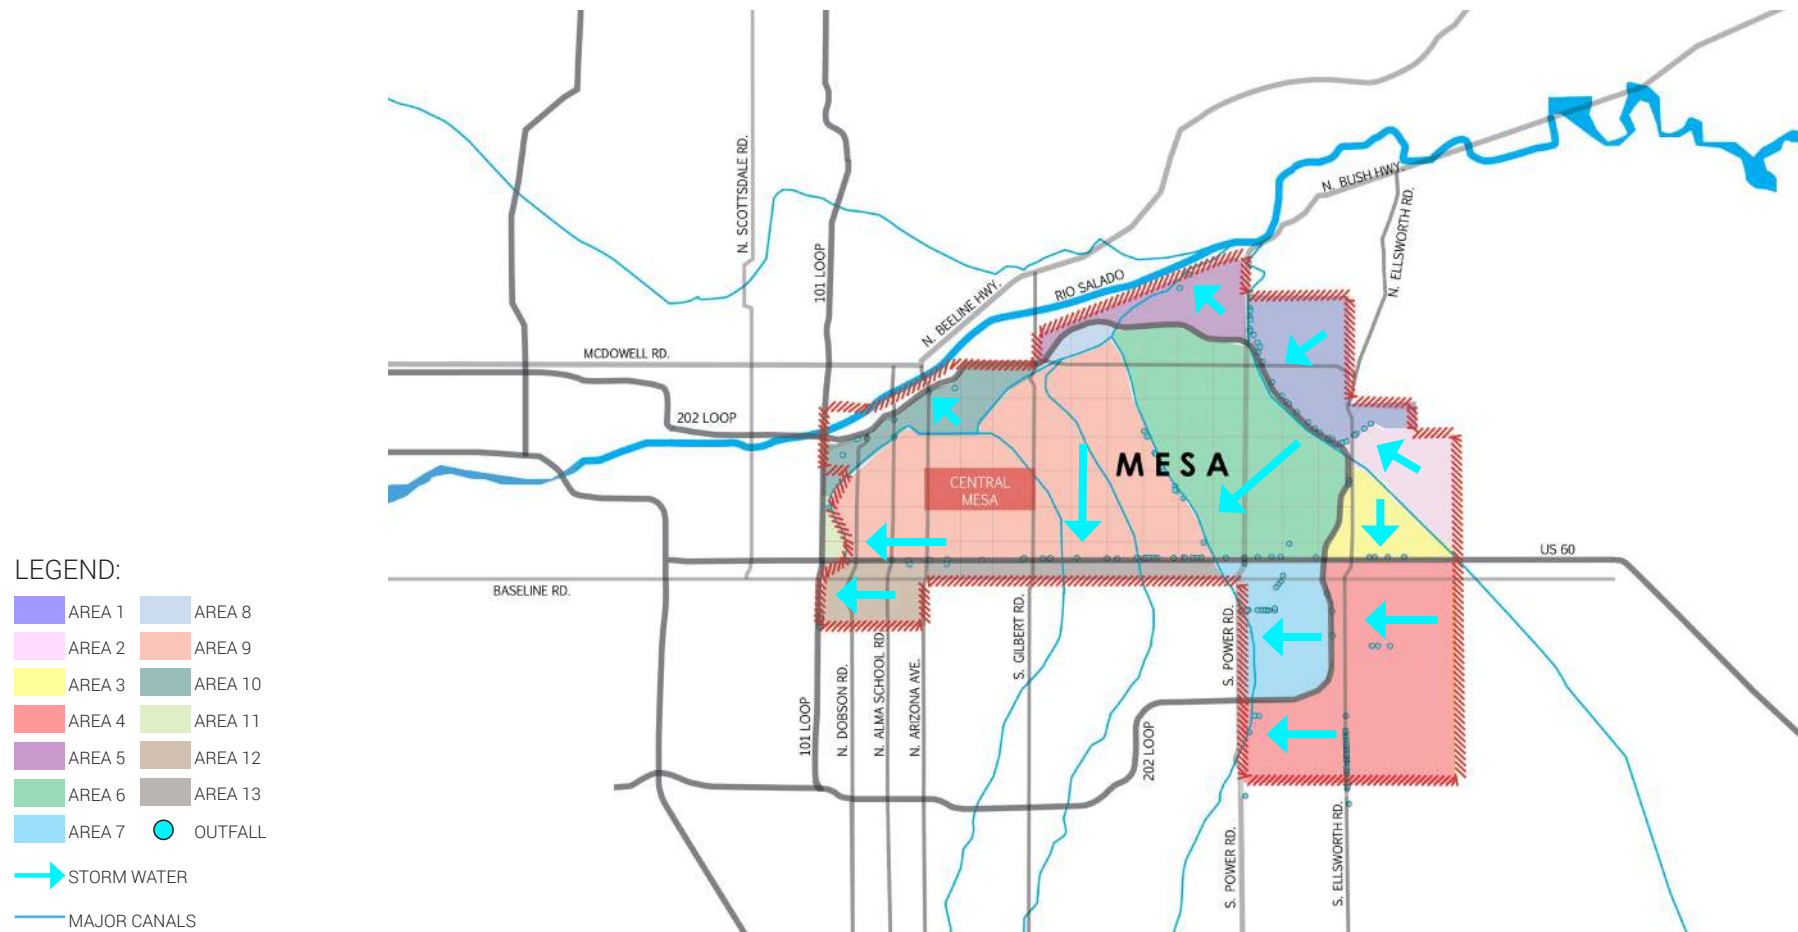 N. SCOTTSDALE RD.
101 LOOP
N. BEELINE HWY.
RIO SALADO
N. BUSH HWY.
N. ELLSWORTH RD.
MCDOWELL RD.
202 LOOP
MESA
CENTRAL
MESA
US 60
BASELINE RD.
LEGEND:
AREA 1
AREA 8
AREA 2
AREA 9
AREA 3
AREA 10
AREA 4
AREA 11
AREA 5
AREA 12
AREA 6
AREA 13
AREA 7
OUTFALL
STORM WATER
MAJOR CANALS
101 LOOP
N. DOBSON RD.
N. ALMA SCHOOL RD.
N. ARIZONA AVE.
S. GILBERT RD.
202 LOOP
S. POWER RD.
S. POWER RD.
S. ELLSWORTH RD.